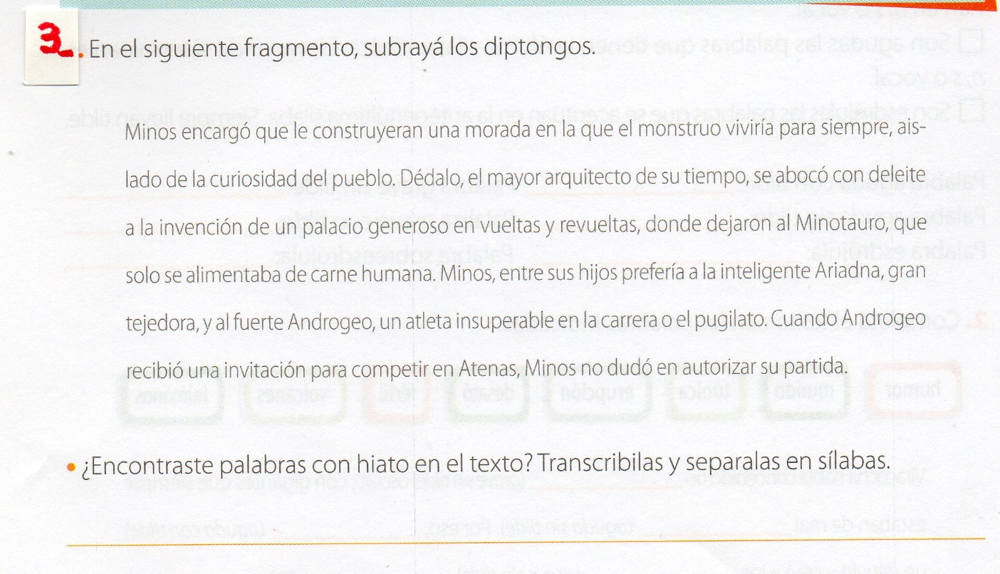 3. En el siguiente fragmento, subrayá los diptongos.
Minos encargó que le construyeran una morada en la que el monstruo viviría para siempre, ais-
lado de la curiosidad del pueblo. Dédalo, el mayor arquitecto de su tiempo, se abocó con deleite
a la invención de un palacio generoso en vueltas y revueltas, donde dejaron al Minotauro, que
solo se alimentaba de carne humana. Minos, entre sus hijos prefería a la inteligente Ariadna, gran
tejedora, y al fuerte Androgeo, un atleta insuperable en la carrera o el pugilato. Cuando Androgeo
recibió una invitación para competir en Atenas, Minos no dudó en autorizar su partida.
• ¿Encontraste palabras con hiato en el texto? Transcribilas y separalas en sílabas.